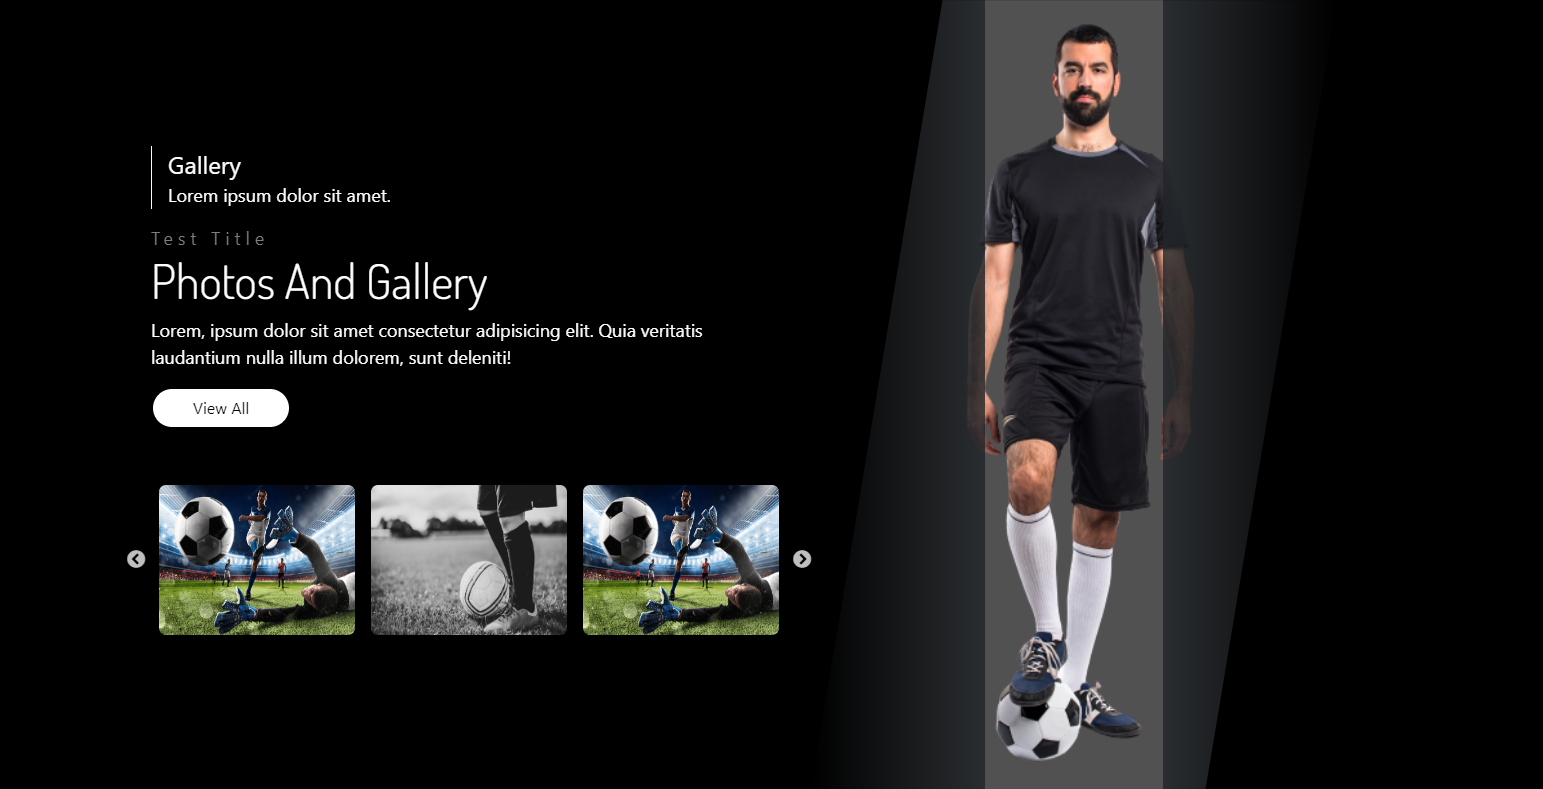 Gallery
Lorem ipsum dolor sit amet.
Test Title
Photos And Gallery
Lorem, ipsum dolor sit amet consectetur adipisicing elit. Quia veritatis
laudantium nulla illum dolorem, sunt deleniti!
View All